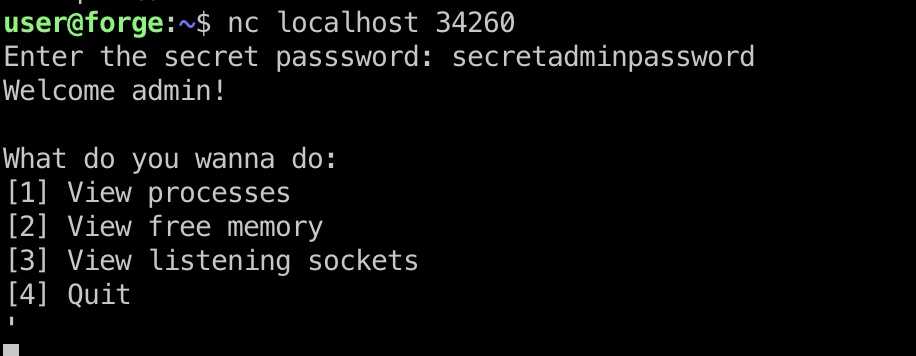 user@forge:~$ nc localhost 34260
Enter the secret passsword: secretadminpassword
Welcome admin!
What do you wanna do:
[1] View processes
[2] View free memory
[3] View listening sockets
[4] Quit
'